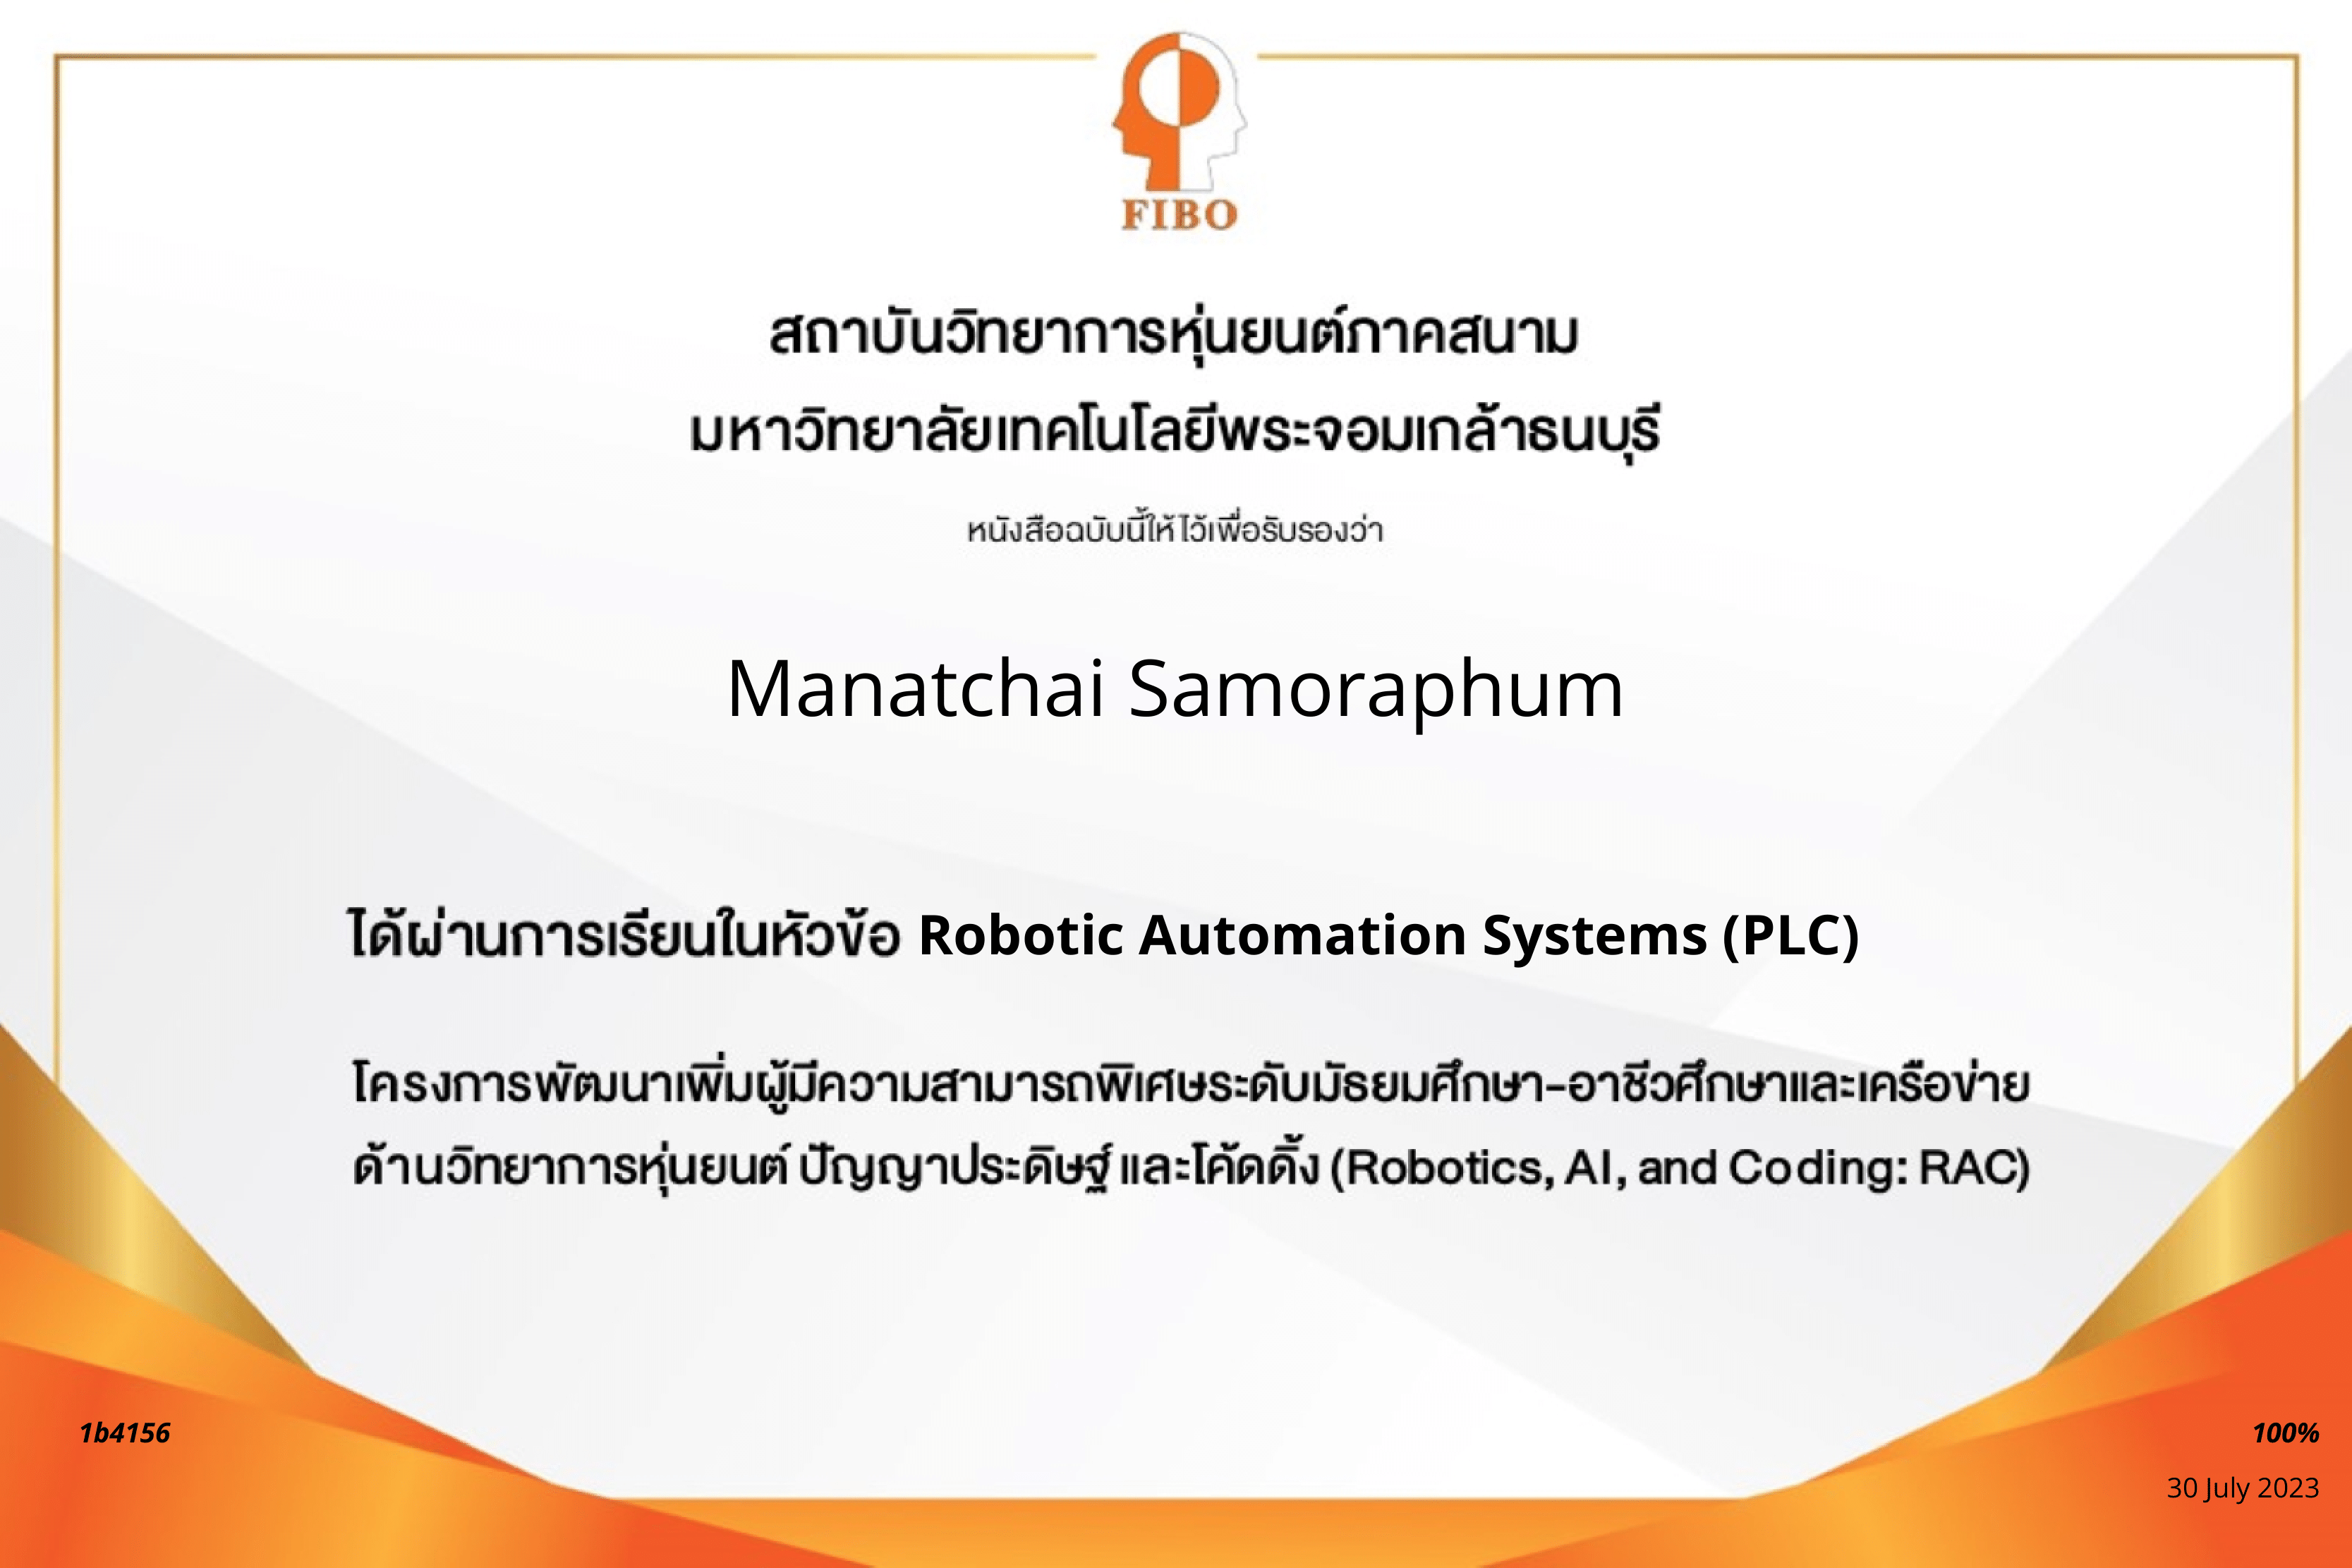 FIBO
สถาบันวิทยาการหุ่นยนต์ภาคสนาม
มหาวิทยาลัยเทคโนโลยีพระจอมเกล้าธนบุรี
หนังสือฉบับนี้ให้ไว้เพื่อรับรองว่า
Manatchai Samoraphum
ได้ผ่านการเรียนในหัวข้อ Robotic Automation Systems (PLC)
โครงการพัฒนาเพิ่มผู้มีความสามารถพิเศษระดับมัธยมศึกษา-อาชีวศึกษาและเครือข่าย
ด้านวิทยาการหุ่นยนต์ ปัญญาประดิษฐ์ และโค้ดดิ้ง (Robotics, AI, and Coding: RAC)
1b4156
100%
30 July 2023